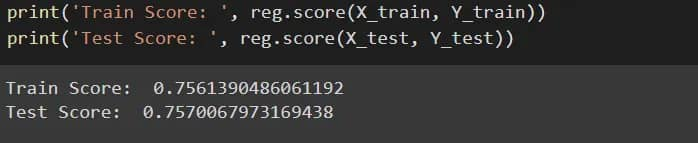 print('Train Score: ', reg.score(X_train, Y_train))
print('Test Score: ', reg.score(X_test, Y_test))
Train Score:  0.7561390486061192
Test Score:  0.7570067973169438